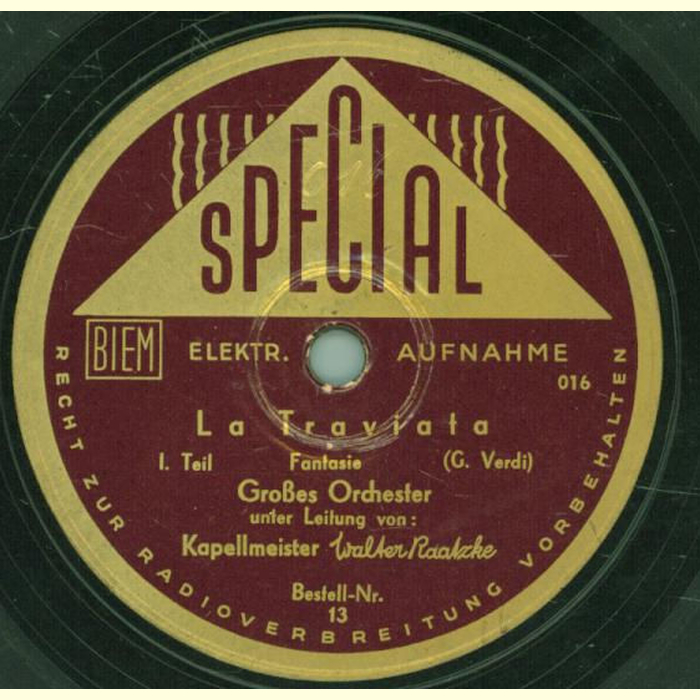 SPECIAL
BIEM ELEKTR. AUFNAHME
016
La Traviata
I. Teil Fantasie (G. Verdi)
Großes Orchester
unter Leitung von:
Kapellmeister Walter Raatzke
Bestell-Nr.
13
RECHT ZUR RADIOVERBREITUNG VORBEHALTEN